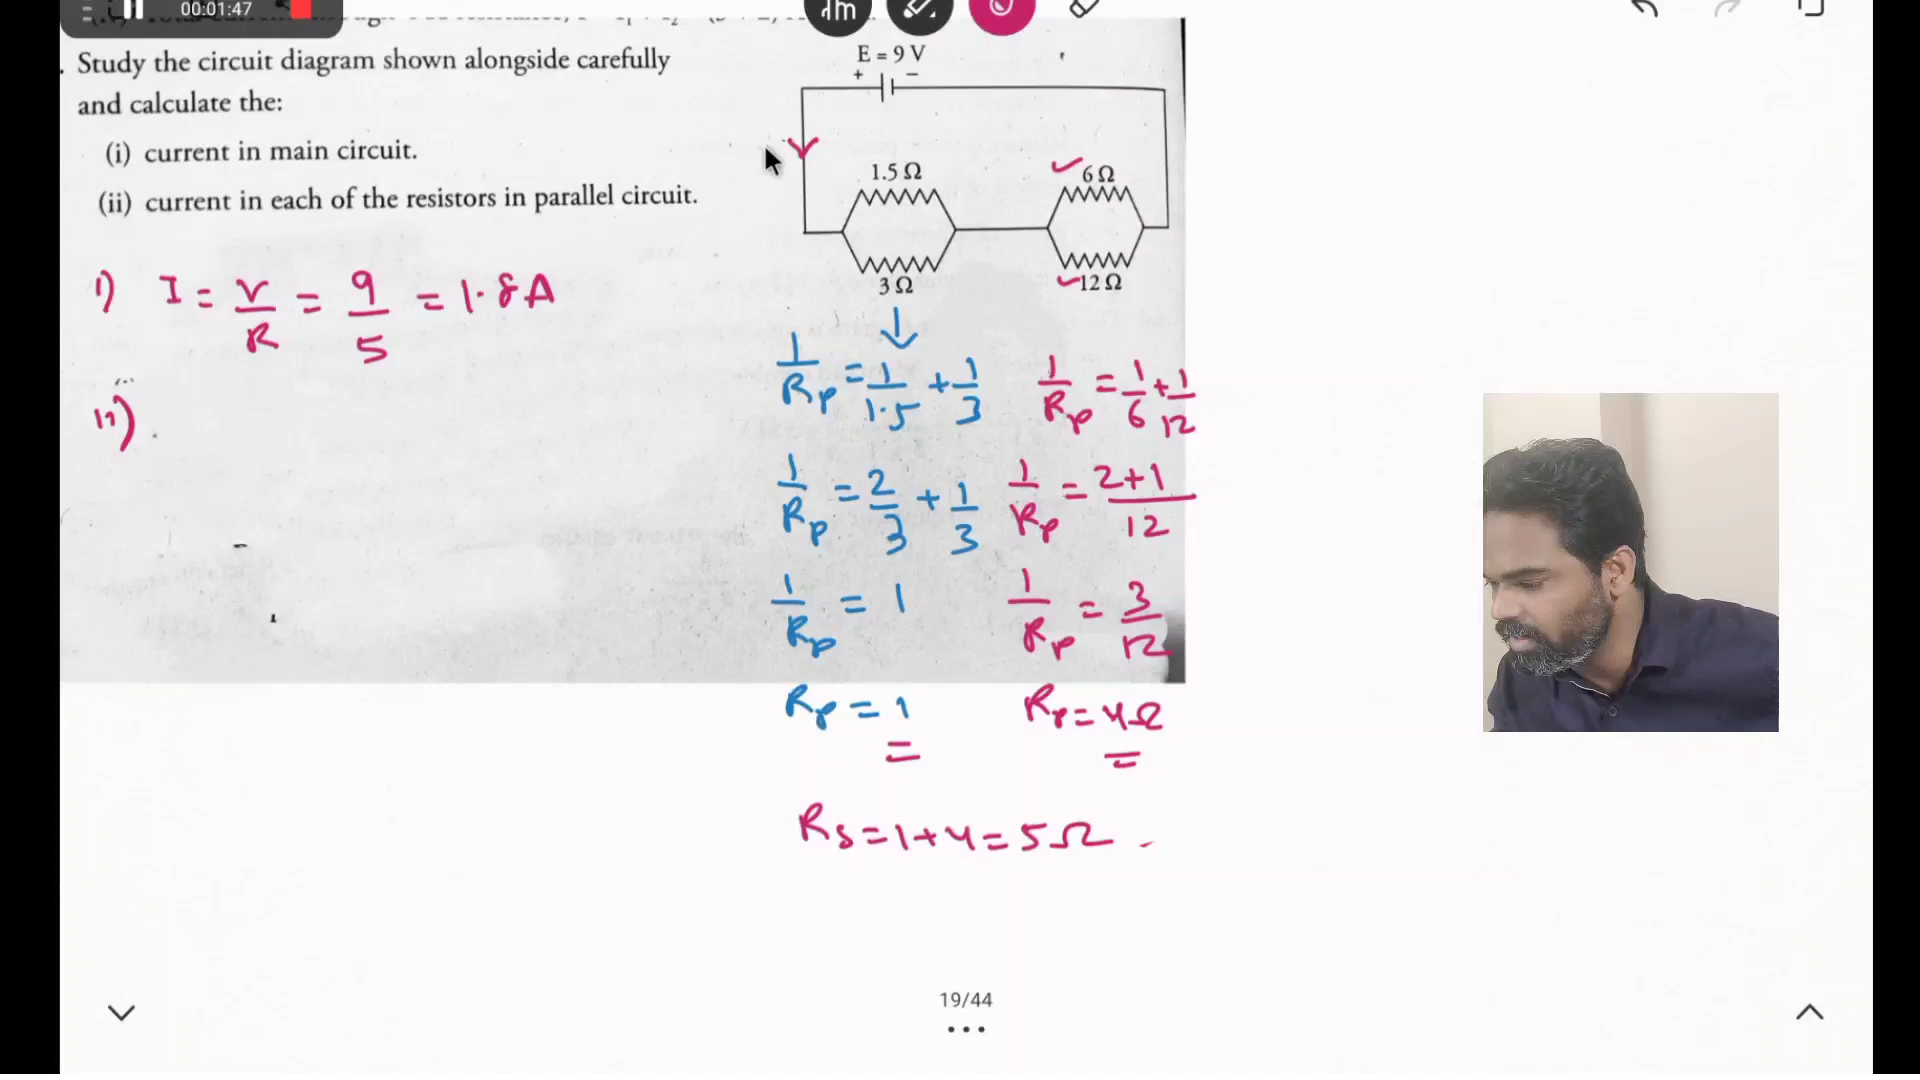 00:01:47
Study the circuit diagram shown alongside carefully
and calculate the:
(i) current in main circuit.
(ii) current in each of the resistors in parallel circuit.
E = 9 V
+ −
1.5 Ω
6 Ω
3 Ω
12 Ω
i) I = V/R = 9/5 = 1.8 A
ii)
1/Rp = 1/1.5 + 1/3
1/Rp = 2/3 + 1/3
1/Rp = 1
Rp = 1
1/Rp = 1/6 + 1/12
1/Rp = 2+1/12
1/Rp = 3/12
Rp = 4Ω
Rs = 1+4 = 5Ω
19/44